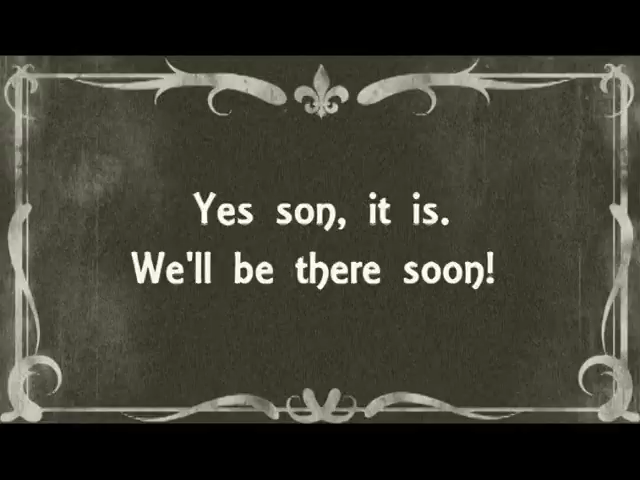 Yes son, it is.
We'll be there soon!